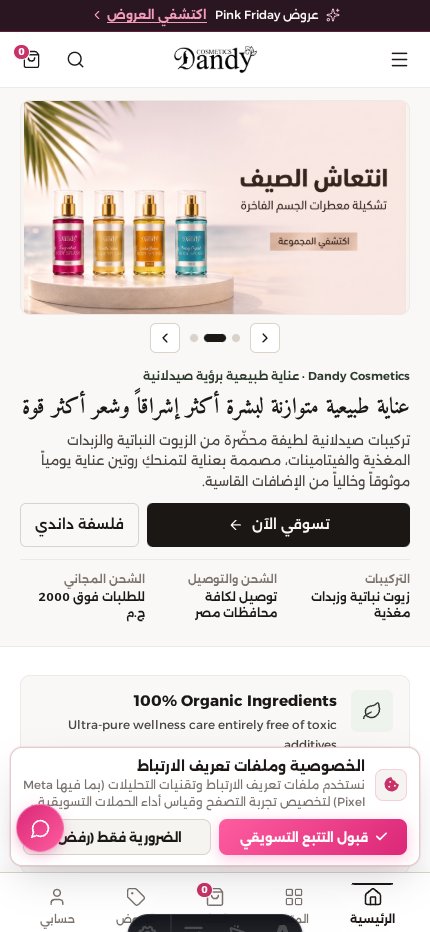 عروض Pink Friday اكتشفي العروض
0
COSMETICS
Dandy
انتعاش الصيف
تشكيلة معطرات الجسم الفاخرة
اكتشفي المجموعة
Dandy Cosmetics · عناية طبيعية برؤية صيدلانية
عناية طبيعية متوازنة لبشرة أكثر إشراقاً وشعر أكثر قوة
تركيبات صيدلانية لطيفة محضّرة من الزيوت النباتية والزبدات
المغذية والفيتامينات، مصممة بعناية لتمنحكِ روتين عناية يومياً
موثوقاً وخالياً من الإضافات القاسية.
تسوقي الآن
فلسفة داندي
التركيبات
زيوت نباتية وزبدات
مغذية
الشحن والتوصيل
توصيل لكافة
محافظات مصر
الشحن المجاني
للطلبات فوق 2000
ج.م
100% Organic Ingredients
Ultra-pure wellness care entirely free of toxic
additives
الخصوصية وملفات تعريف الارتباط
نستخدم ملفات تعريف الارتباط وتقنيات التحليلات (بما فيها Meta
Pixel) لتخصيص تجربة التصفح وقياس أداء الحملات التسويقية.
قبول التتبع التسويقي
الضرورية فقط (رفض
الرئيسية
0
حسابي